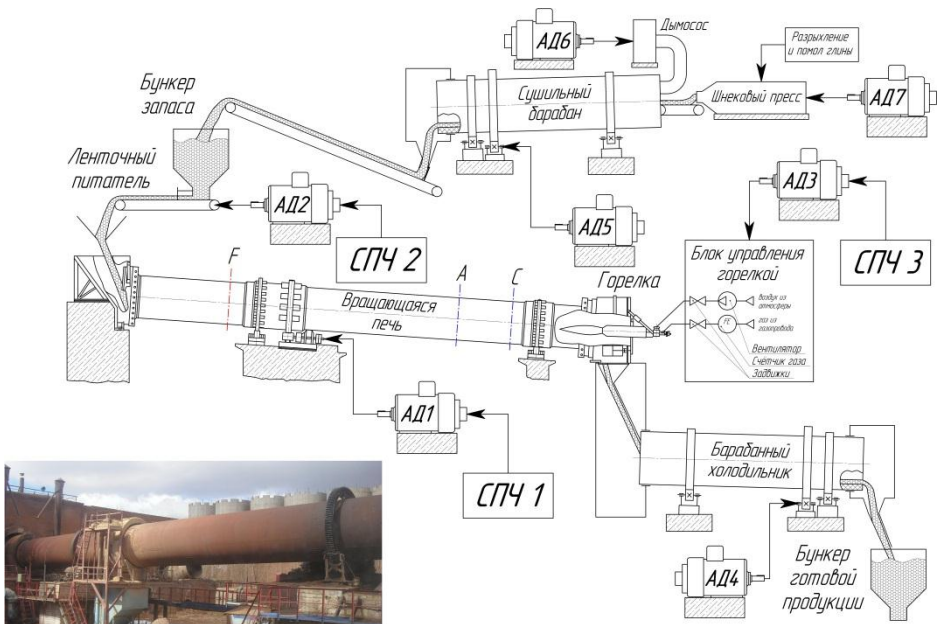 АД6
Дымосос
Разрыхление
и помол глины
Бункер
запаса
Сушильный
барабан
Шнековый пресс
АД7
Ленточный
питатель
АД2
СПЧ 2
АД5
АД3
СПЧ 3
Блок управления
горелкой
F
Вращающаяся
печь
A
C
Горелка
воздух из
атмосферы
газ из
газопровода
FE
Вентилятор
Счётчик газа
Задвижки
АД1
СПЧ 1
Барабанный
холодильник
АД4
Бункер
готовой
продукции